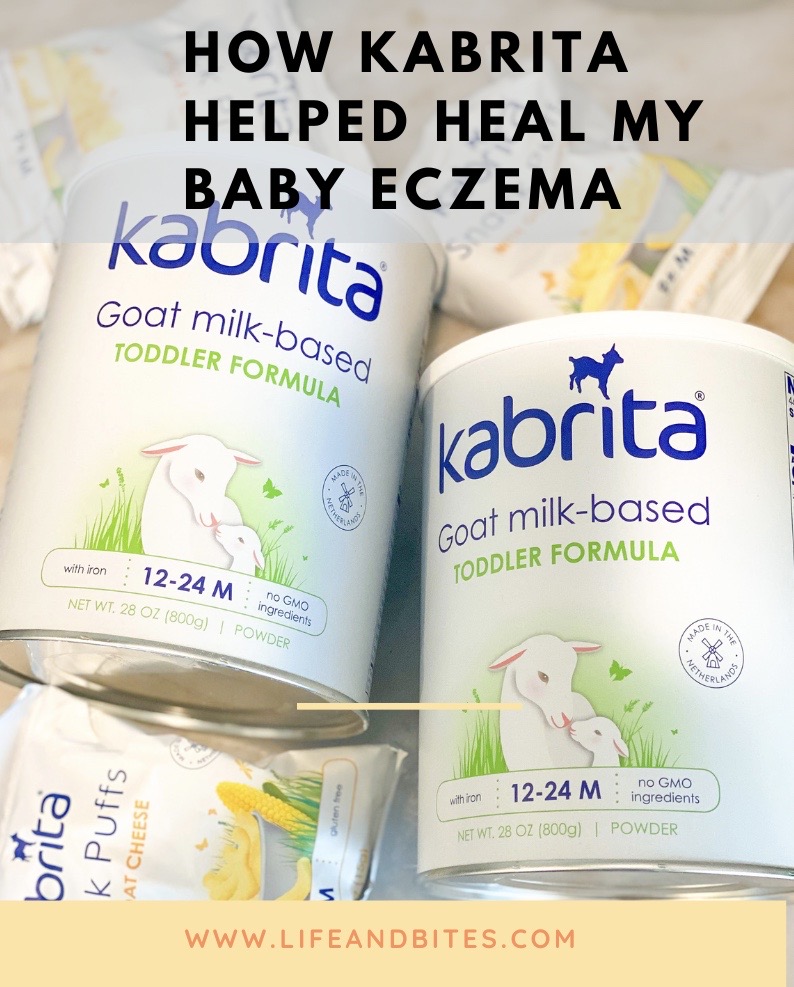 HOW KABRITA
HELPED HEAL MY
BABY ECZEMA
kabrita®
Goat milk-based
TODDLER FORMULA
MADE IN THE
NETHERLANDS
with iron
12-24 M
no GMO
ingredients
NET WT. 28 OZ (800g) | POWDER
kabrita®
Goat milk-based
TODDLER FORMULA
MADE IN THE
NETHERLANDS
with iron
12-24 M
no GMO
ingredients
NET WT. 28 OZ (800g) | POWDER
brita
k Puffs
AT CHEESE
gluten free
M
WWW.LIFEANDBITES.COM